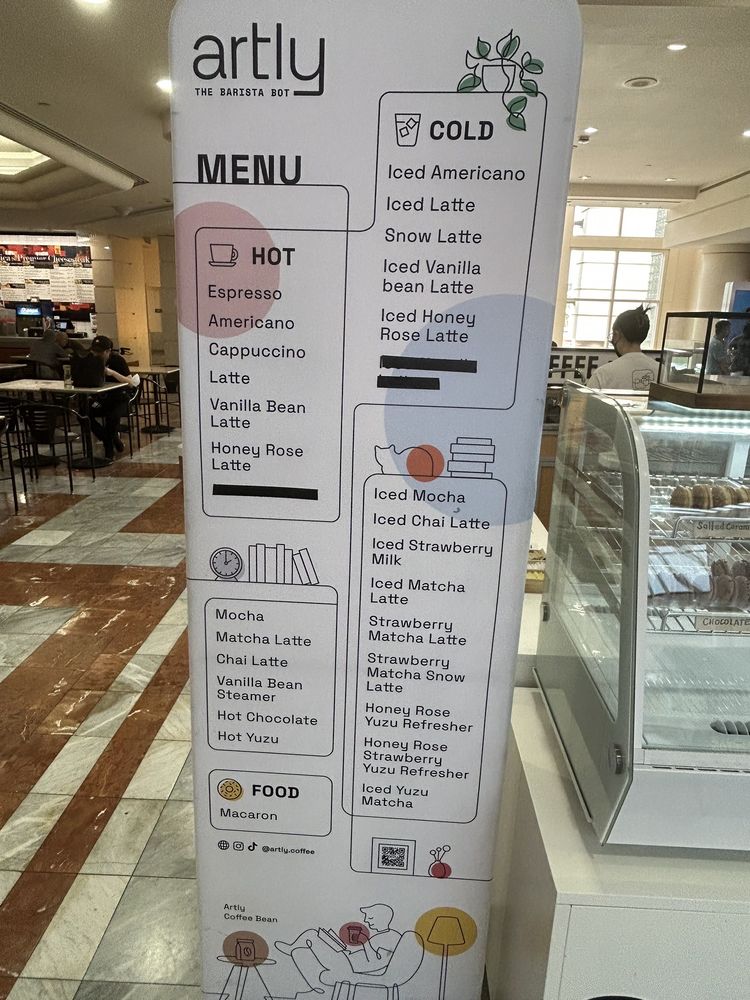 artly
THE BARISTA BOT
MENU
HOT
Espresso
Americano
Cappuccino
Latte
Vanilla Bean
Latte
Honey Rose
Latte
Mocha
Matcha Latte
Chai Latte
Vanilla Bean
Steamer
Hot Chocolate
Hot Yuzu
FOOD
Macaron
@artly.coffee
Artly
Coffee Bean
COLD
Iced Americano
Iced Latte
Snow Latte
Iced Vanilla
bean Latte
Iced Honey
Rose Latte
Iced Mocha
Iced Chai Latte
Iced Strawberry
Milk
Iced Matcha
Latte
Strawberry
Matcha Latte
Strawberry
Matcha Snow
Latte
Honey Rose
Yuzu Refresher
Honey Rose
Strawberry
Yuzu Refresher
Iced Yuzu
Matcha
FFEE
Salted Caram
CHOCOLATE